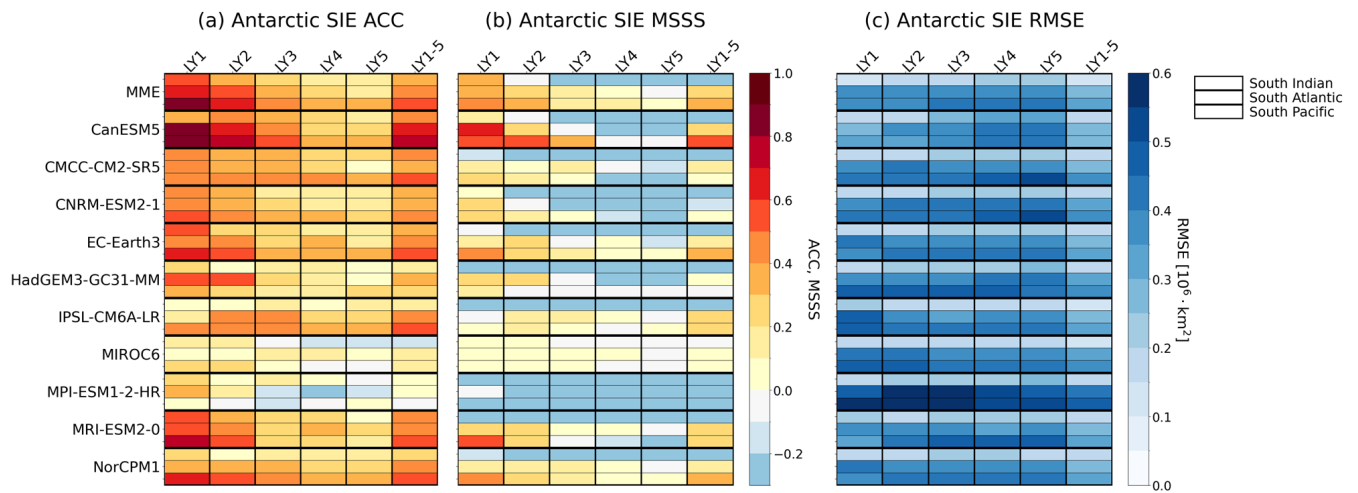 (a) Antarctic SIE ACC
(b) Antarctic SIE MSSS
(c) Antarctic SIE RMSE
LY1 LY2 LY3 LY4 LY5 LY1-5
LY1 LY2 LY3 LY4 LY5 LY1-5
LY1 LY2 LY3 LY4 LY5 LY1-5
MME
CanESM5
CMCC-CM2-SR5
CNRM-ESM2-1
EC-Earth3
HadGEM3-GC31-MM
IPSL-CM6A-LR
MIROC6
MPI-ESM1-2-HR
MRI-ESM2-0
NorCPM1
1.0
0.8
0.6
0.4
0.2
0.0
−0.2
ACC, MSSS
0.6
0.5
0.4
0.3
0.2
0.1
0.0
RMSE [10⁶ · km²]
South Indian
South Atlantic
South Pacific